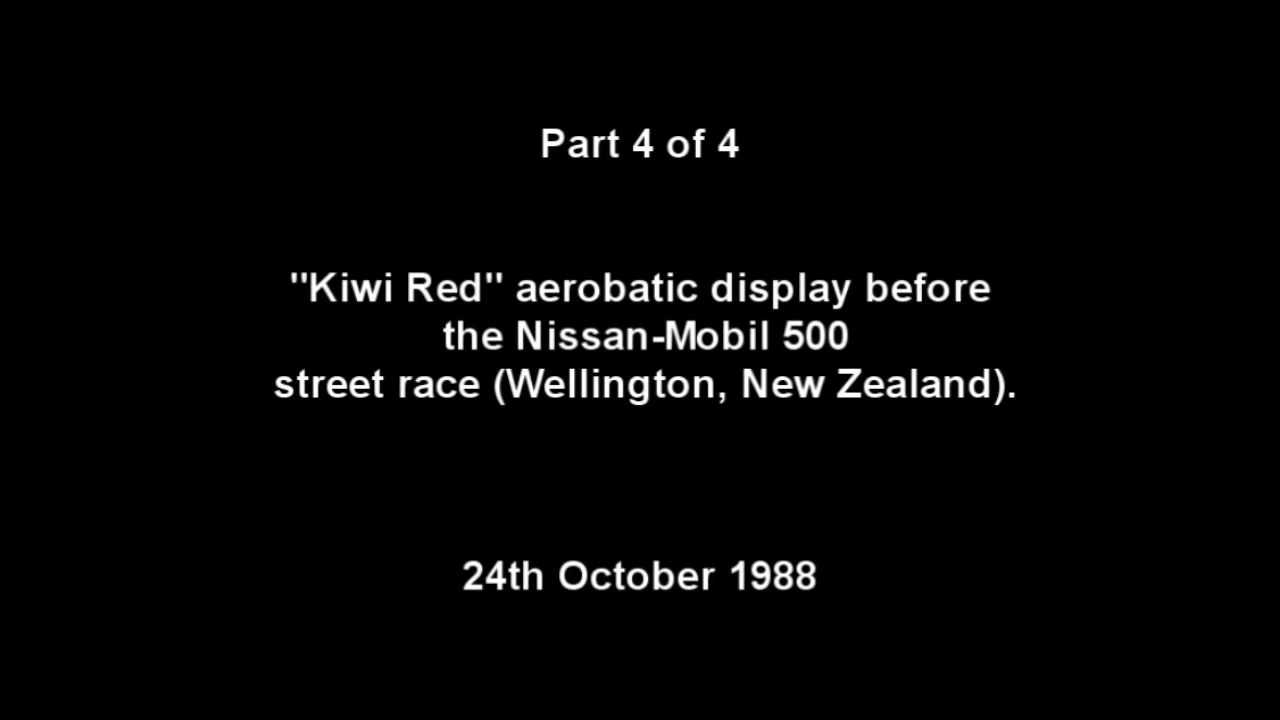 Part 4 of 4
"Kiwi Red" aerobatic display before
the Nissan-Mobil 500
street race (Wellington, New Zealand).
24th October 1988